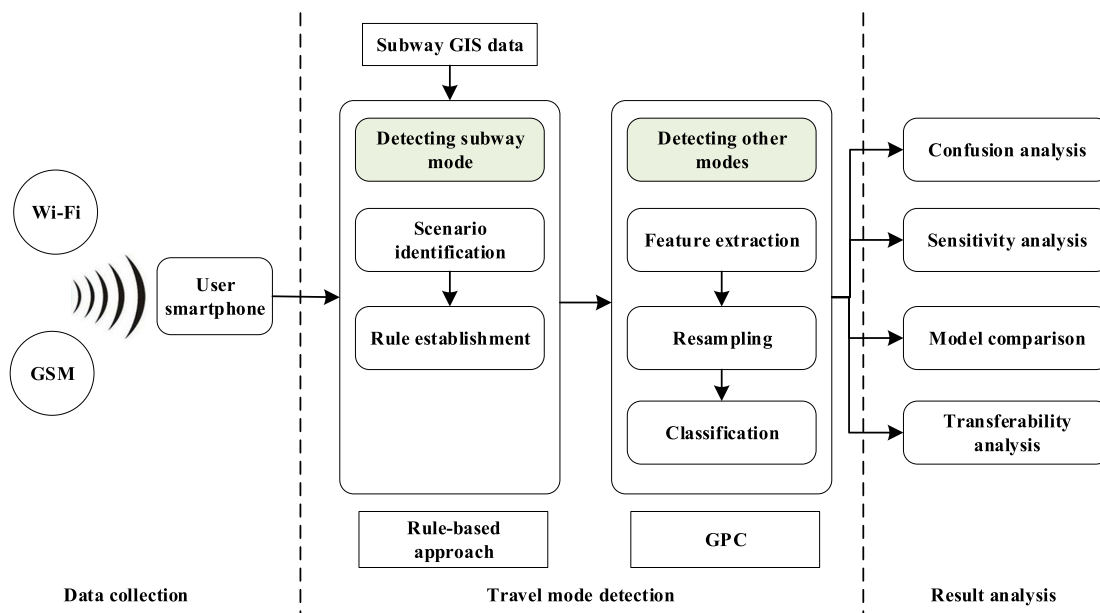 Subway GIS data
Detecting subway
mode
Detecting other
modes
Confusion analysis
Wi-Fi
Scenario
identification
Feature extraction
Sensitivity analysis
User
smartphone
GSM
Rule establishment
Resampling
Model comparison
Classification
Transferability
analysis
Rule-based
approach
GPC
Data collection
Travel mode detection
Result analysis